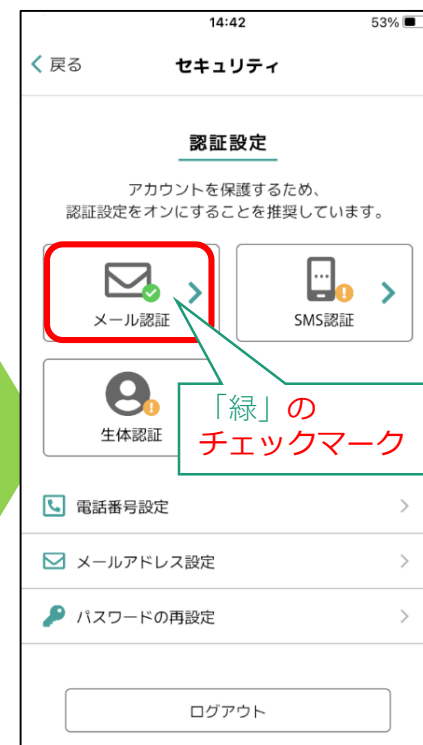 14:42
53%
戻る
セキュリティ
認証設定
アカウントを保護するため、
認証設定をオンにすることを推奨しています。
メール認証
SMS認証
生体認証
「緑」の
チェックマーク
電話番号設定
メールアドレス設定
パスワードの再設定
ログアウト